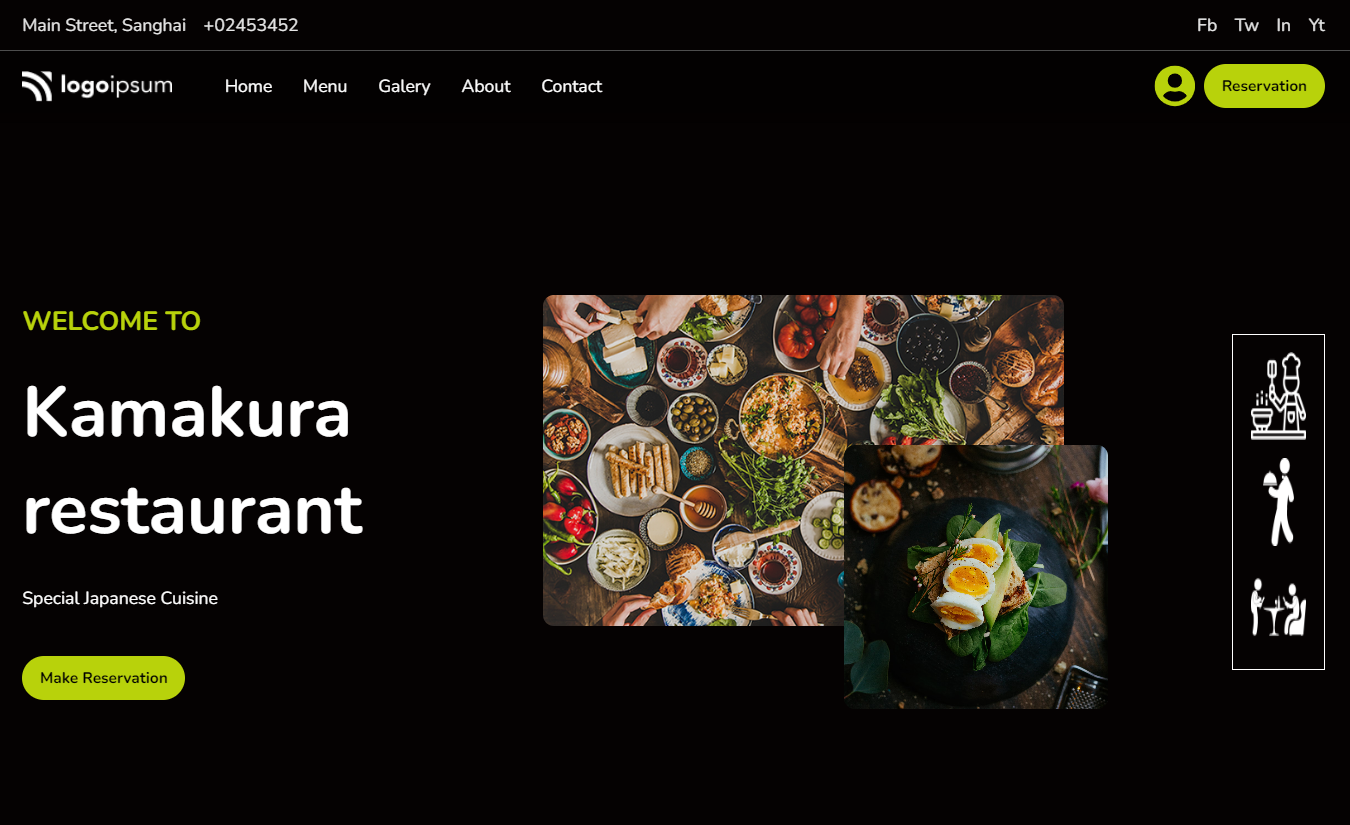 Main Street, Sanghai +02453452 Fb Tw In Yt
logoipsum Home Menu Galery About Contact Reservation
WELCOME TO
Kamakura
restaurant
Special Japanese Cuisine
Make Reservation